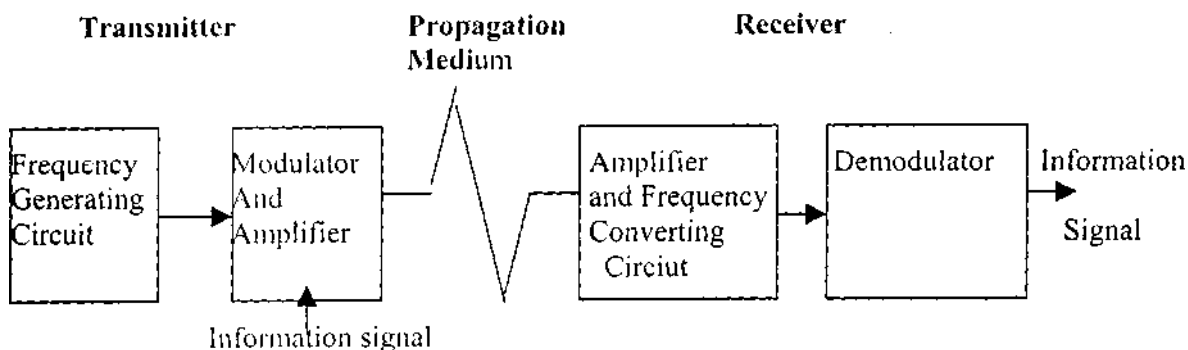 Transmitter
Propagation
Medium
Receiver
Frequency
Generating
Circuit
Modulator
And
Amplifier
Information signal
Amplifier
and Frequency
Converting
Circiut
Demodulator
Information
Signal